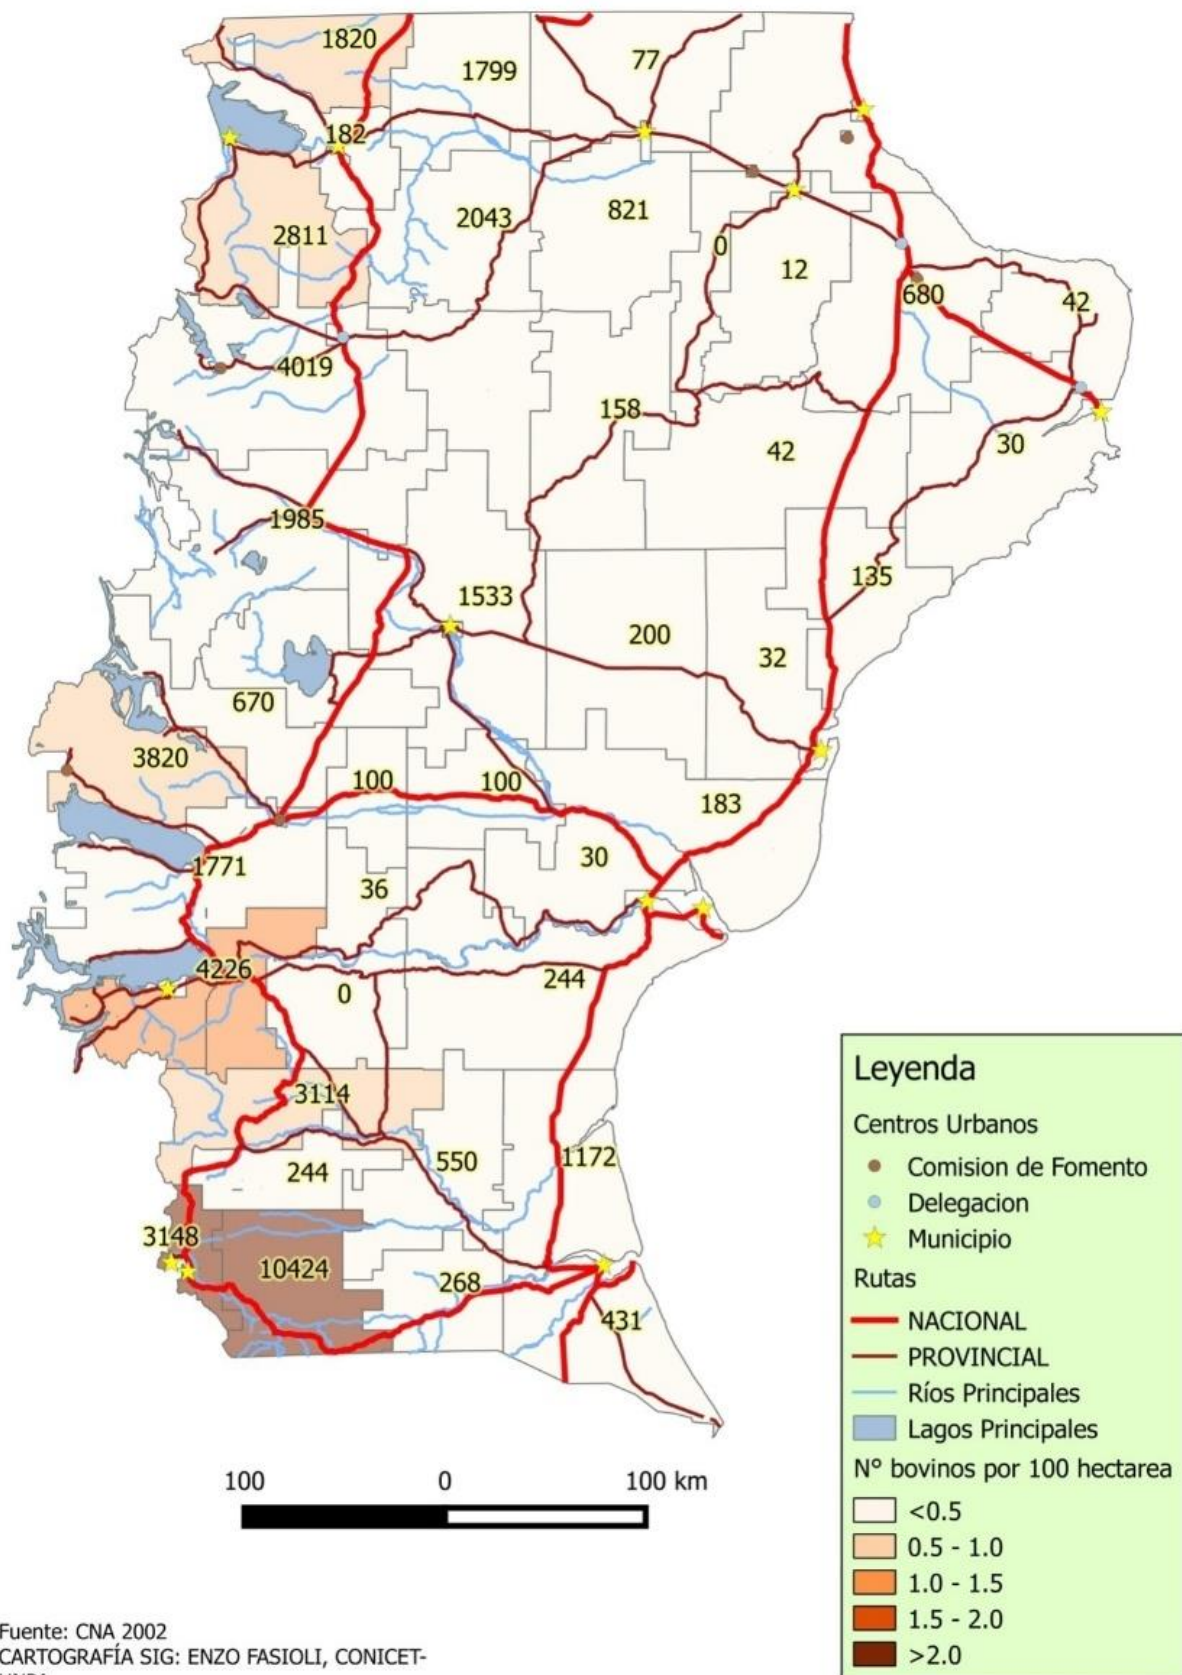 1820
1799
77
182
2043
821
2811
0
12
680
42
4019
158
42
30
1985
135
1533
200
32
670
3820
100
100
183
1771
36
30
4226
0
244
3114
244
550
1172
3148
10424
268
431
Leyenda
Centros Urbanos
Comision de Fomento
Delegacion
Municipio
Rutas
NACIONAL
PROVINCIAL
Ríos Principales
Lagos Principales
N° bovinos por 100 hectarea
<0.5
0.5 - 1.0
1.0 - 1.5
1.5 - 2.0
>2.0
100 0 100 km
Fuente: CNA 2002
CARTOGRAFÍA SIG: ENZO FASIOLI, CONICET-